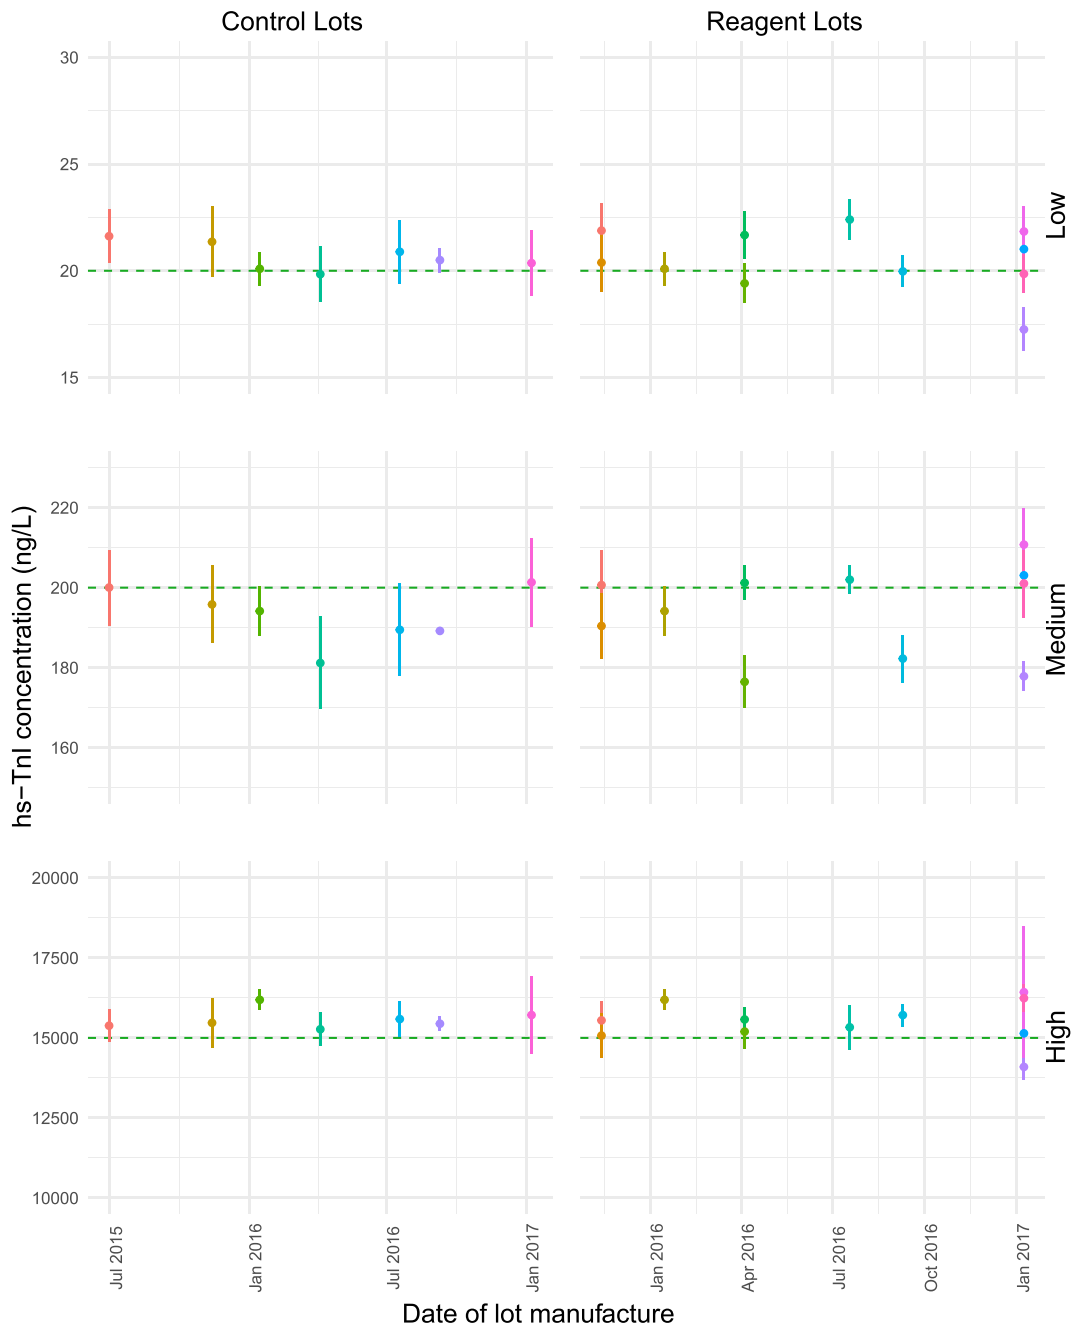 Control Lots
Reagent Lots
30
25
20
15
Low
220
200
180
160
Medium
hs−TnI concentration (ng/L)
20000
17500
15000
12500
10000
High
Jul 2015
Jan 2016
Jul 2016
Jan 2017
Jan 2016
Apr 2016
Jul 2016
Oct 2016
Jan 2017
Date of lot manufacture